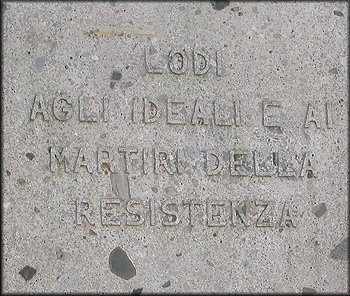 LODI
AGLI IDEALI E AI
MARTIRI DELLA
RESISTENZA